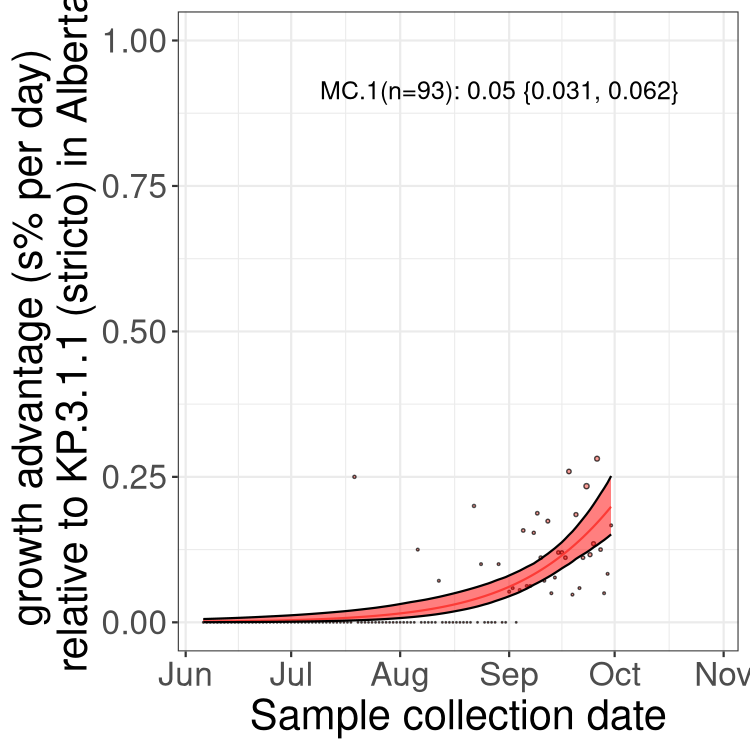 growth advantage (s% per day)
relative to KP.3.1.1 (stricto) in Alberta
1.00
0.75
0.50
0.25
0.00
MC.1(n=93): 0.05 {0.031, 0.062}
Jun Jul Aug Sep Oct Nov
Sample collection date